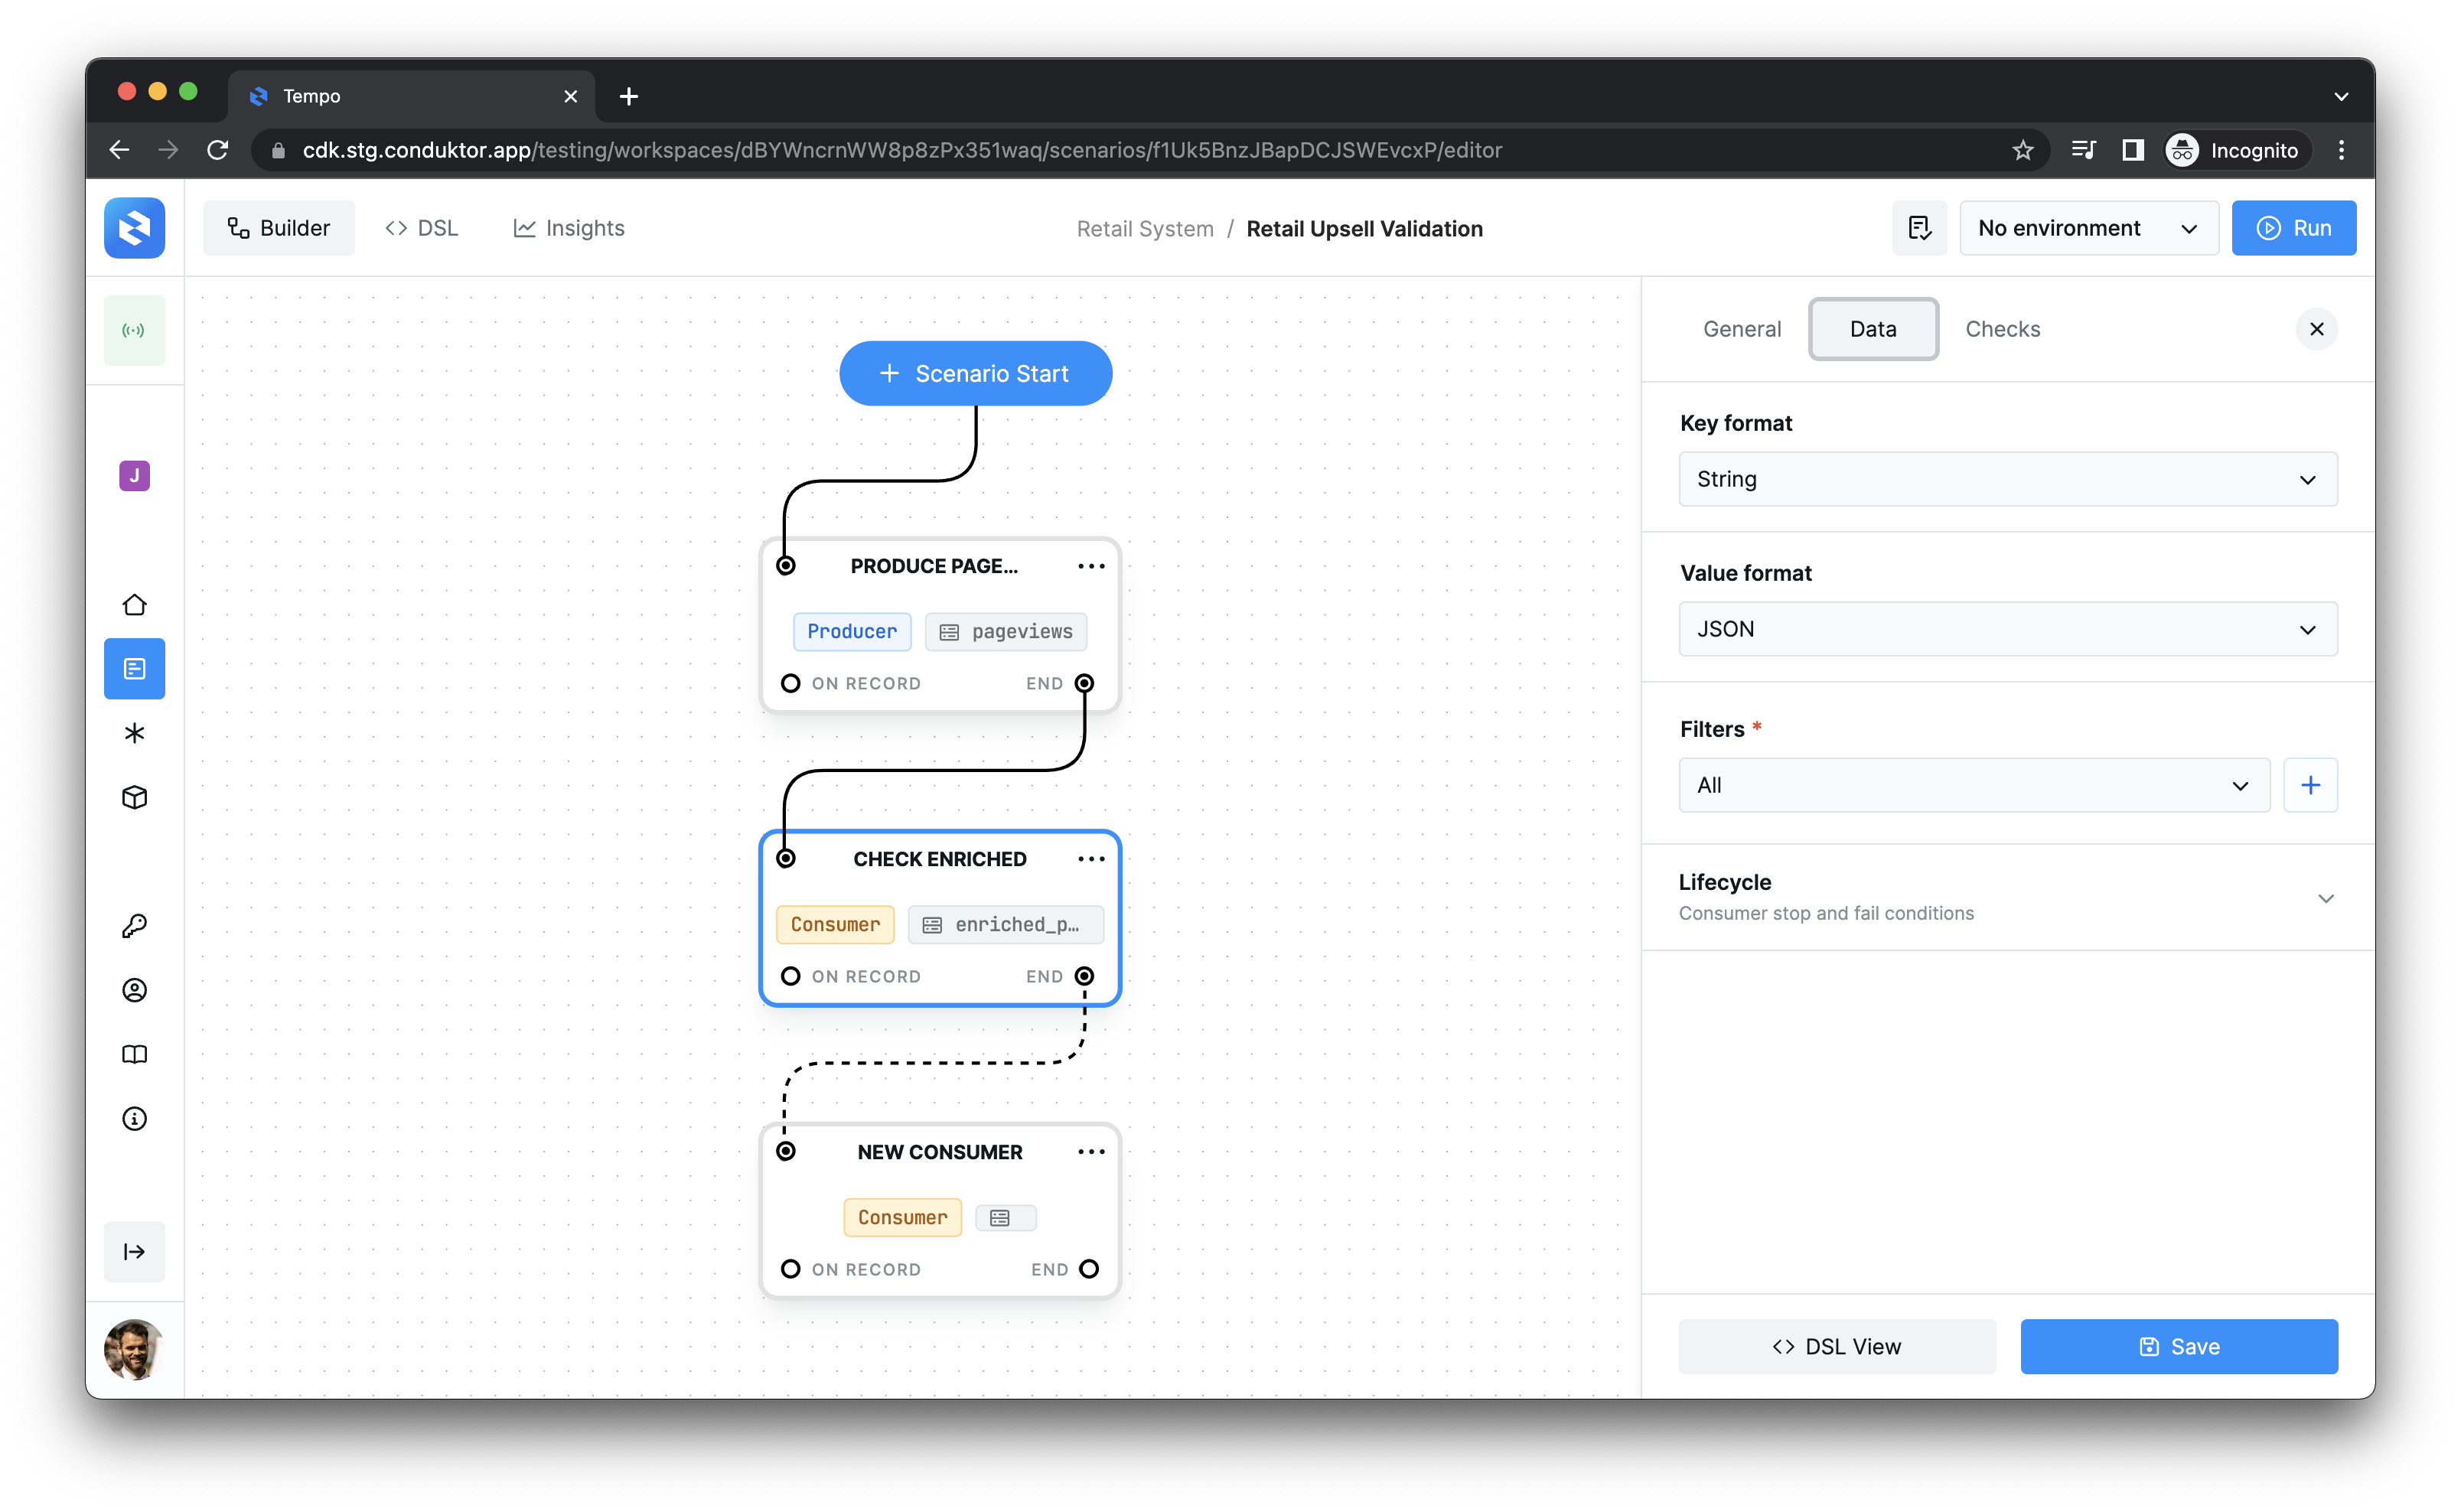 Tempo
cdk.stg.conduktor.app/testing/workspaces/dBYWncrnWW8p8zPx351waq/scenarios/f1Uk5BnzJBapDCJSWEvcxP/editor
Incognito
Builder
DSL
Insights
Retail System / Retail Upsell Validation
No environment
Run
J
Scenario Start
PRODUCE PAGE...
Producer
pageviews
ON RECORD
END
CHECK ENRICHED
Consumer
enriched_p...
ON RECORD
END
NEW CONSUMER
Consumer
ON RECORD
END
General
Data
Checks
Key format
String
Value format
JSON
Filters *
All
Lifecycle
Consumer stop and fail conditions
DSL View
Save